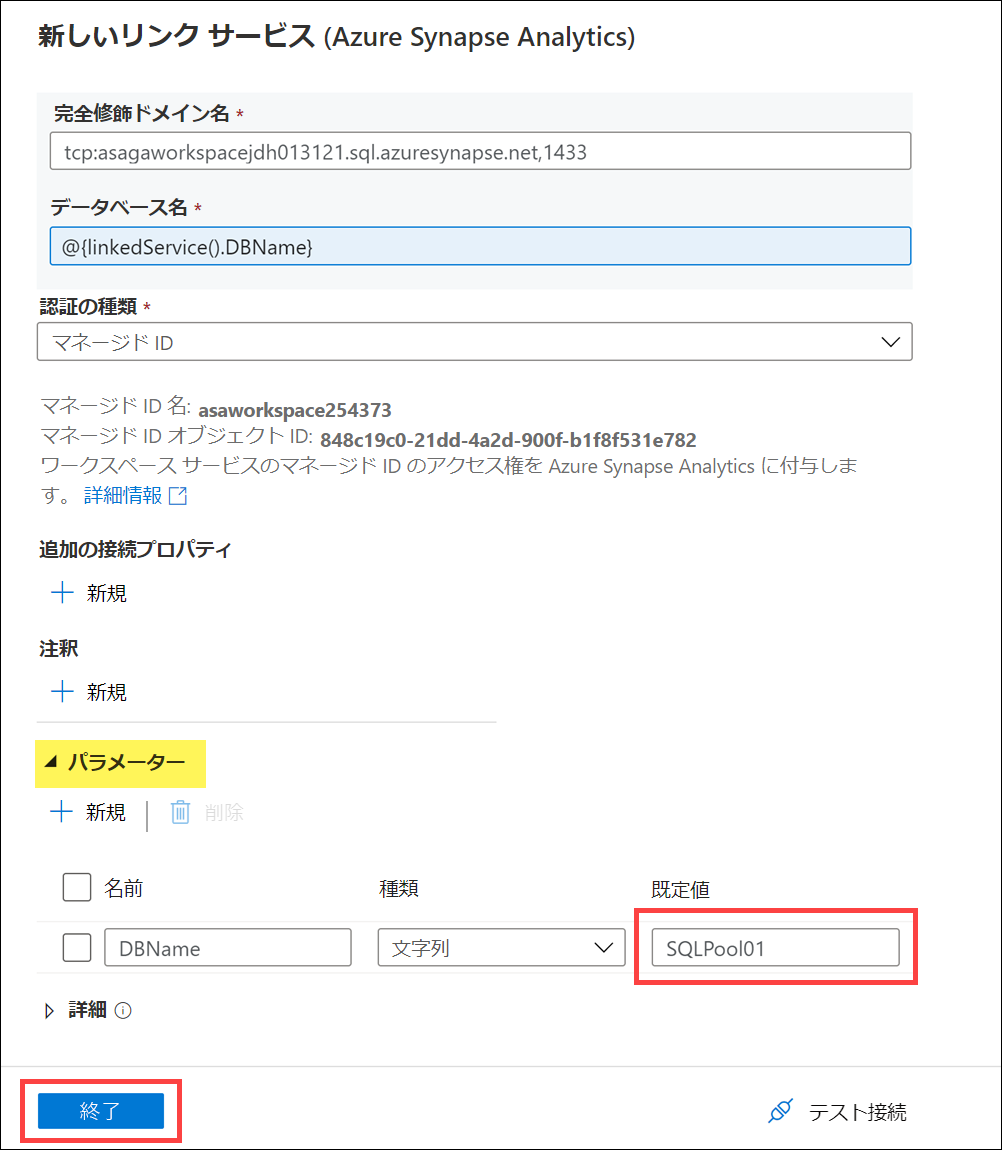 新しいリンク サービス (Azure Synapse Analytics)
完全修飾ドメイン名 *
tcp:asagaworkspacejdh013121.sql.azuresynapse.net,1433
データベース名 *
@{linkedService().DBName}
認証の種類 *
マネージド ID
マネージド ID 名: asaworkspace254373
マネージド ID オブジェクト ID: 848c19c0-21dd-4a2d-900f-b1f8f531e782
ワークスペース サービスのマネージド ID のアクセス権を Azure Synapse Analytics に付与しま
す。 詳細情報
追加の接続プロパティ
新規
注釈
新規
パラメーター
新規 | 削除
名前 種類 既定値
DBName 文字列 SQLPool01
詳細
終了 テスト接続